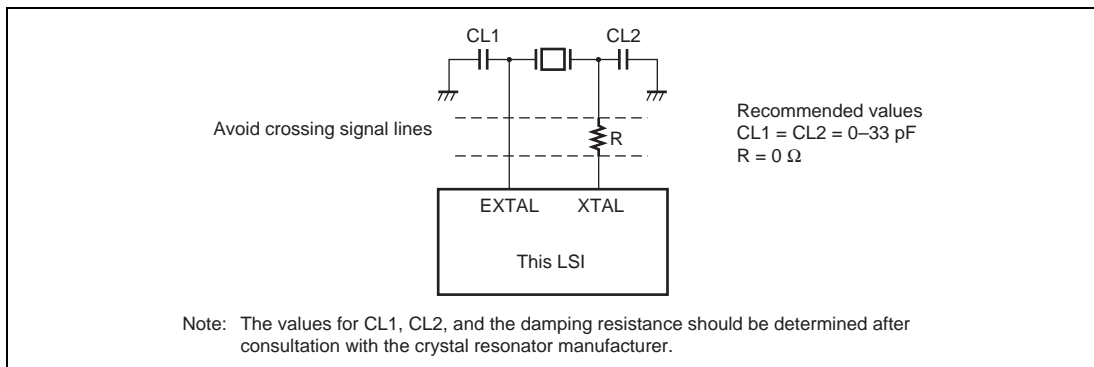 CL1 CL2
Avoid crossing signal lines
R
Recommended values
CL1 = CL2 = 0–33 pF
R = 0 Ω
EXTAL XTAL
This LSI
Note: The values for CL1, CL2, and the damping resistance should be determined after
consultation with the crystal resonator manufacturer.